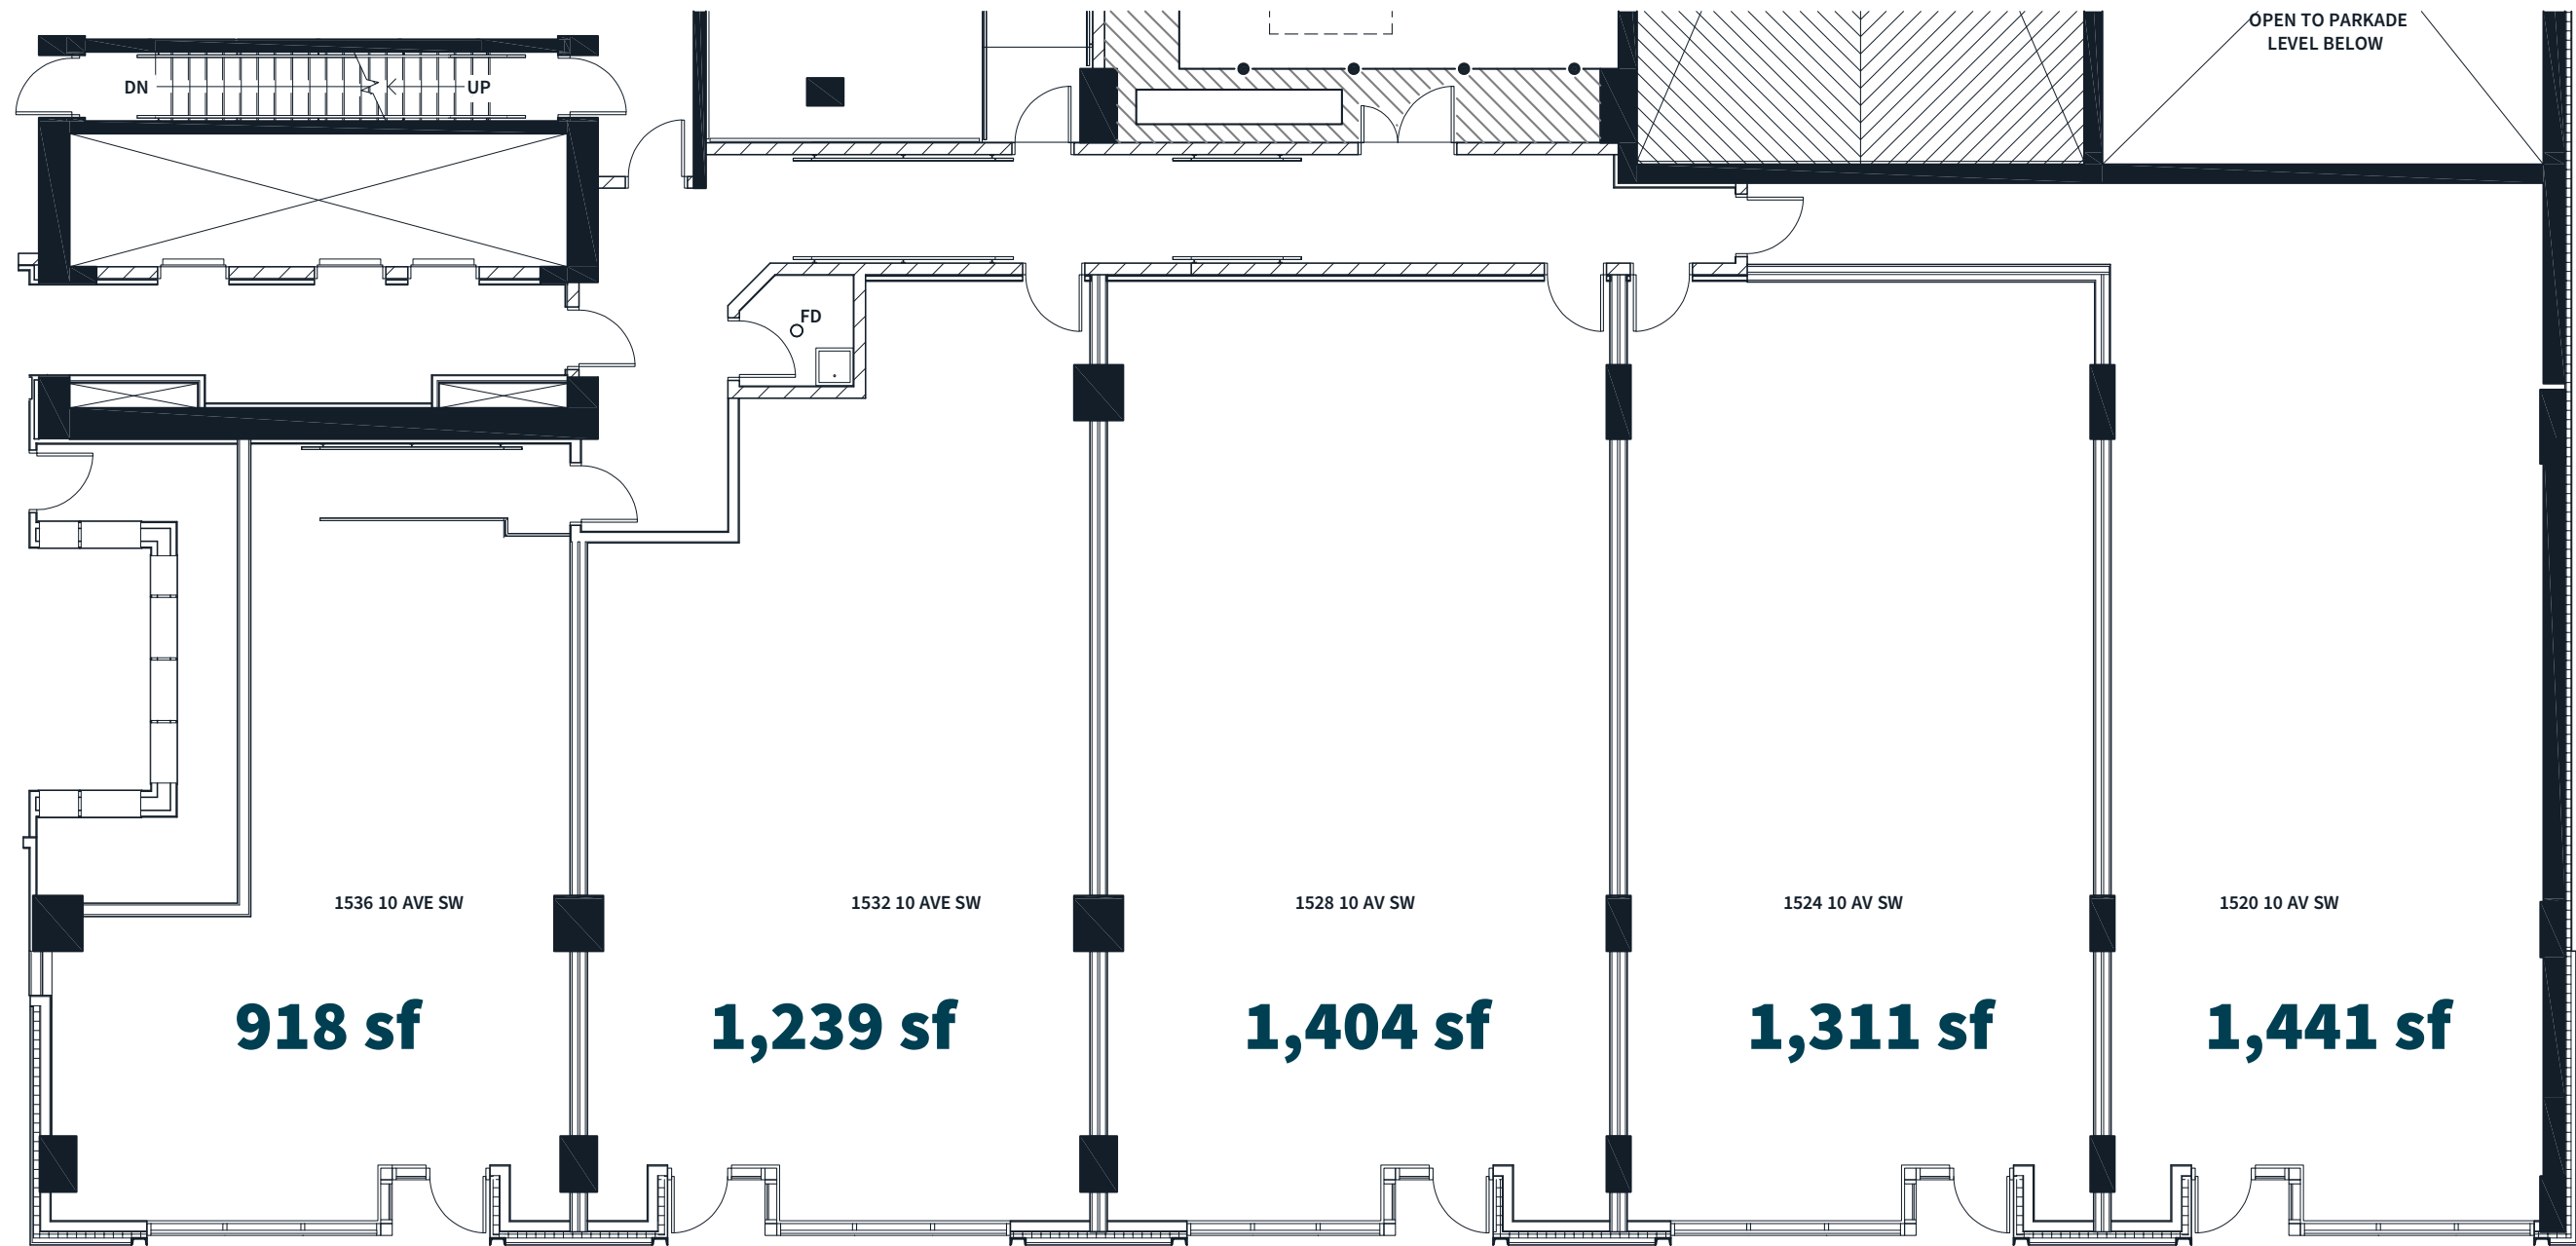 OPEN TO PARKADE
LEVEL BELOW
DN
UP
FD
1536 10 AVE SW
1532 10 AVE SW
1528 10 AV SW
1524 10 AV SW
1520 10 AV SW
918 sf
1,239 sf
1,404 sf
1,311 sf
1,441 sf